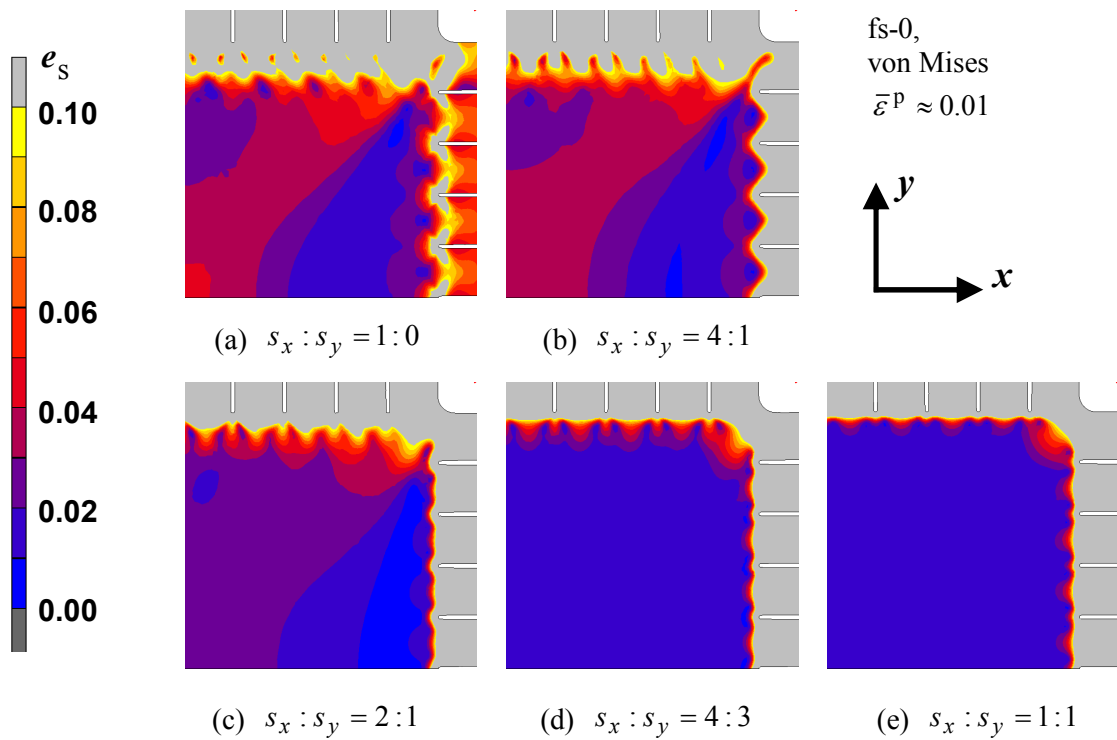 e_S
0.10
0.08
0.06
0.04
0.02
0.00
fs-0,
von Mises
ε̄ᵖ ≈ 0.01
y
x
(a) s_x : s_y = 1 : 0
(b) s_x : s_y = 4 : 1
(c) s_x : s_y = 2 : 1
(d) s_x : s_y = 4 : 3
(e) s_x : s_y = 1 : 1